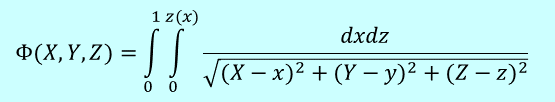 Φ(X, Y, Z) = ∫₀¹ ∫₀^{z(x)} dxdz / √((X − x)² + (Y − y)² + (Z − z)²)